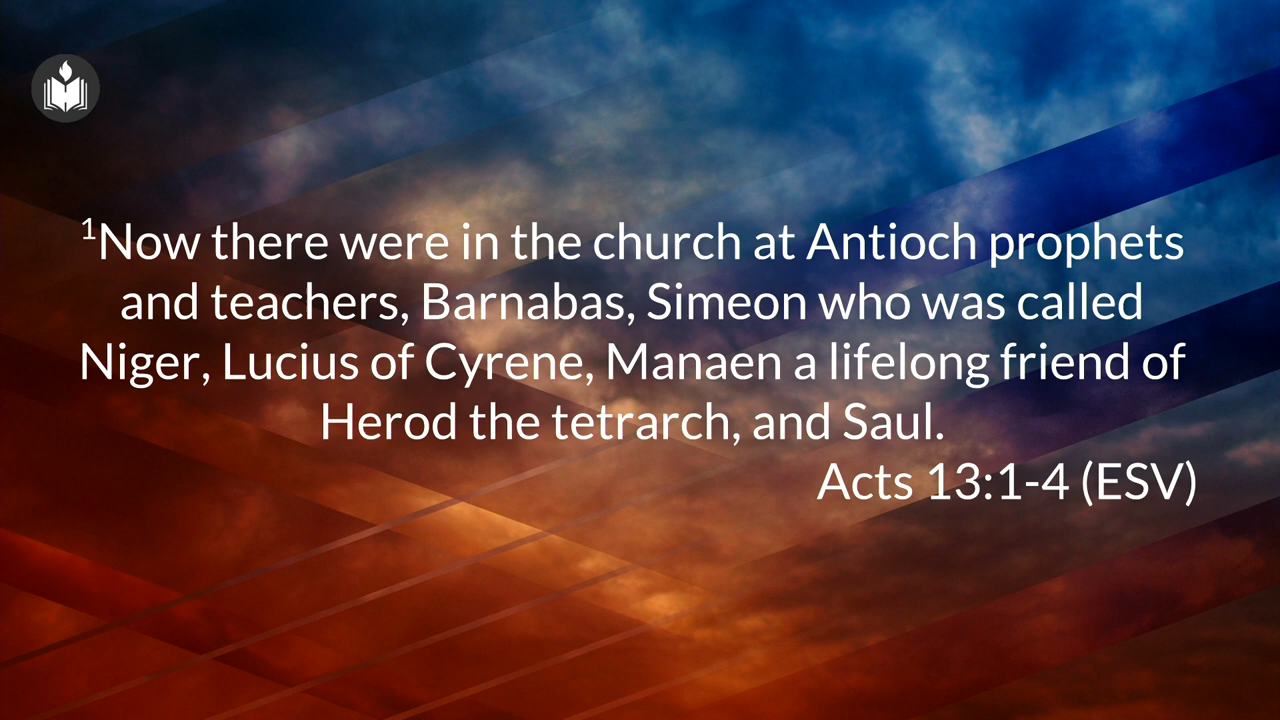 ¹Now there were in the church at Antioch prophets
and teachers, Barnabas, Simeon who was called
Niger, Lucius of Cyrene, Manaen a lifelong friend of
Herod the tetrarch, and Saul.
Acts 13:1-4 (ESV)